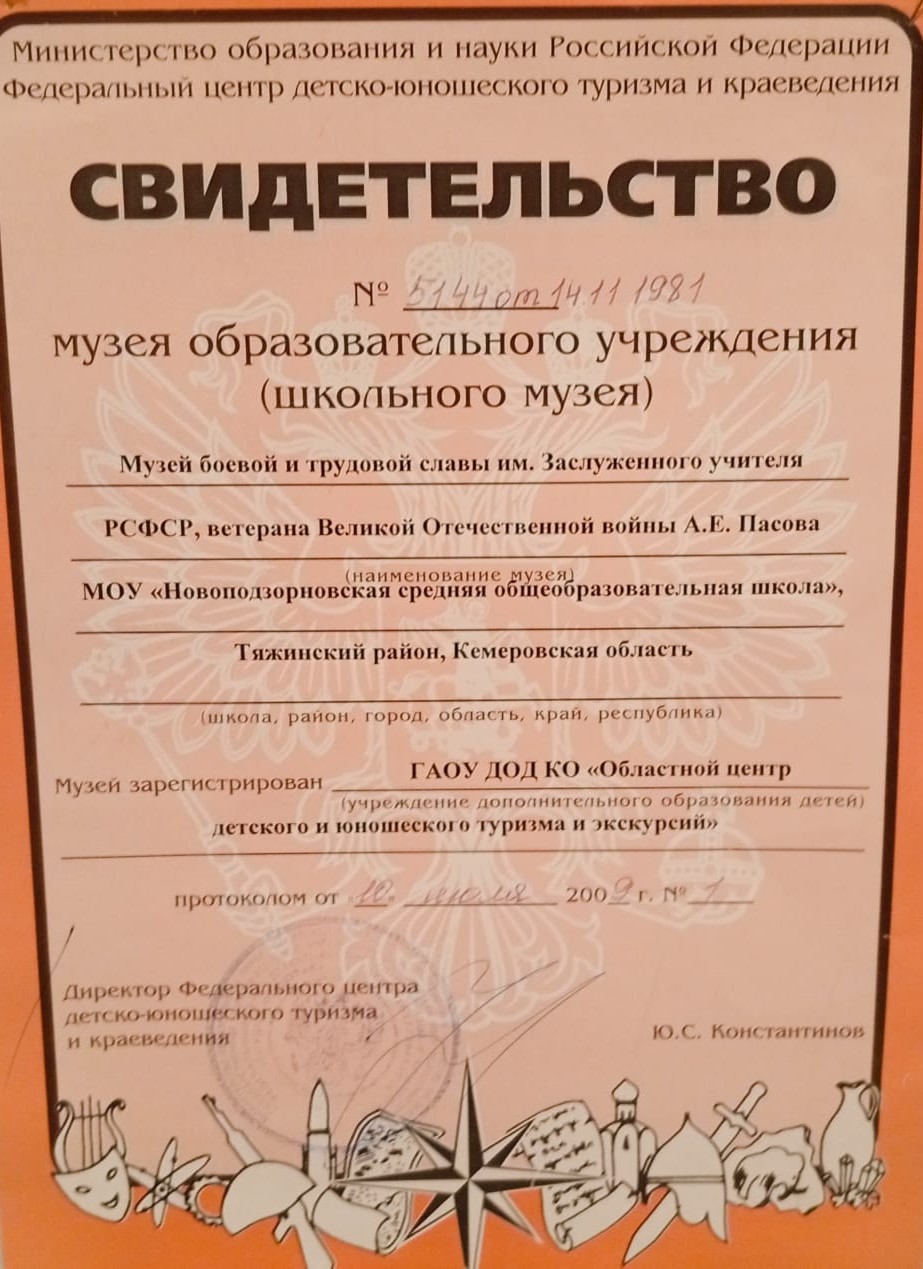 Министерство образования и науки Российской Федерации
Федеральный центр детско-юношеского туризма и краеведения
СВИДЕТЕЛЬСТВО
№ 5144 от 14.11 1981
музея образовательного учреждения
(школьного музея)
Музей боевой и трудовой славы им. Заслуженного учителя
РСФСР, ветерана Великой Отечественной войны А.Е. Пасова
(наименование музея)
МОУ «Новоподзорновская средняя общеобразовательная школа»,
Тяжинский район, Кемеровская область
(школа, район, город, область, край, республика)
Музей зарегистрирован ГАОУ ДОД КО «Областной центр
(учреждение дополнительного образования детей)
детского и юношеского туризма и экскурсий»
протоколом от «10» июля 2009 г. № 1
Директор Федерального центра
детско-юношеского туризма
и краеведения
Ю.С. Константинов